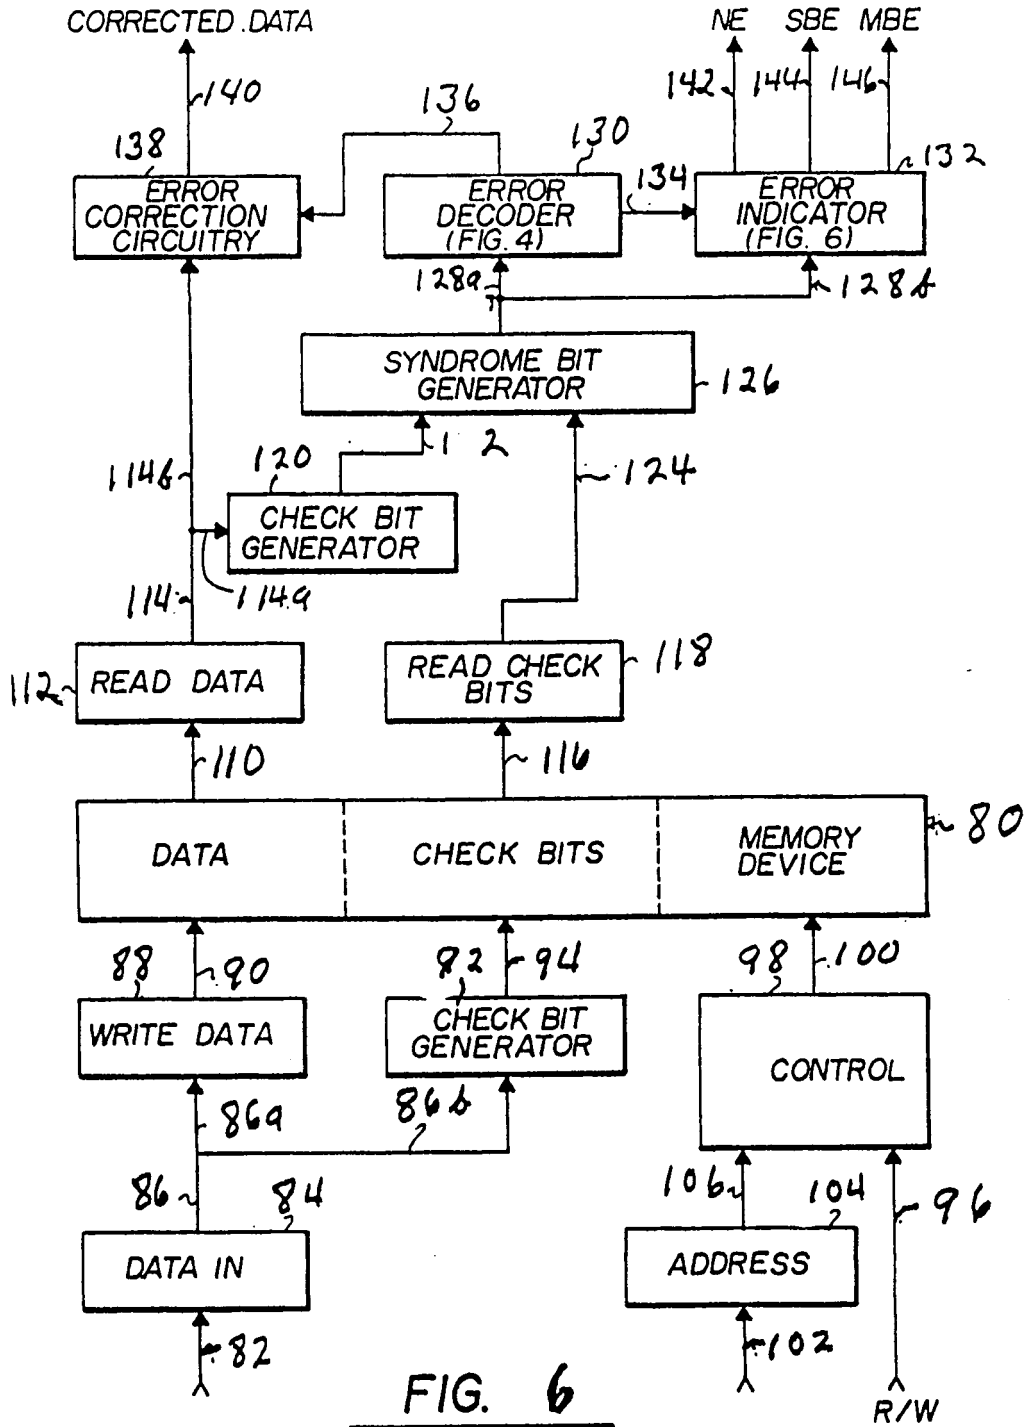 CORRECTED.DATA
NE SBE MBE
140
142
144
146
136
138
130
134
132
ERROR
CORRECTION
CIRCUITRY
ERROR
DECODER
(FIG. 4)
ERROR
INDICATOR
(FIG. 6)
128a
128b
SYNDROME BIT
GENERATOR
126
1 2
120
124
114b
CHECK BIT
GENERATOR
114
114a
112
READ DATA
READ CHECK
BITS
118
110
116
DATA
CHECK BITS
MEMORY
DEVICE
80
88
90
82
94
98
100
WRITE DATA
CHECK BIT
GENERATOR
CONTROL
86a
86b
86
84
106
104
96
DATA IN
ADDRESS
82
102
R/W
FIG. 6